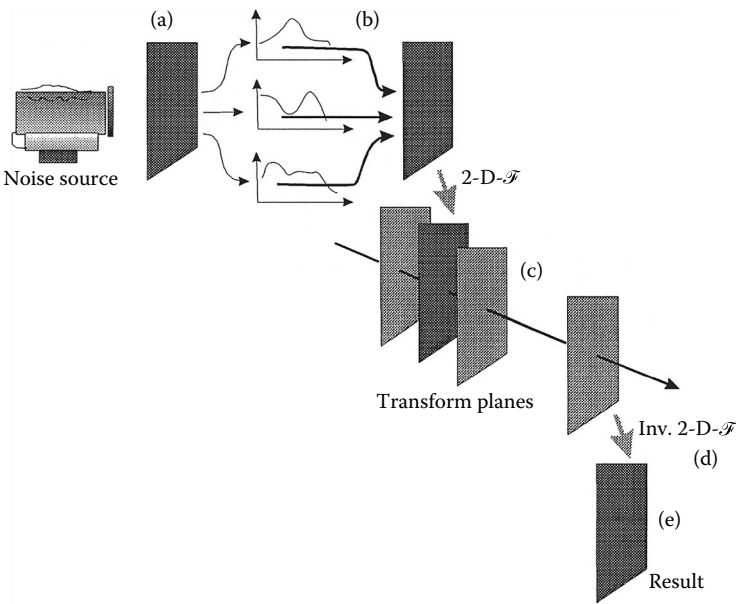 (a)
(b)
Noise source
2-D-ℱ
(c)
Transform planes
Inv. 2-D-ℱ
(d)
(e)
Result